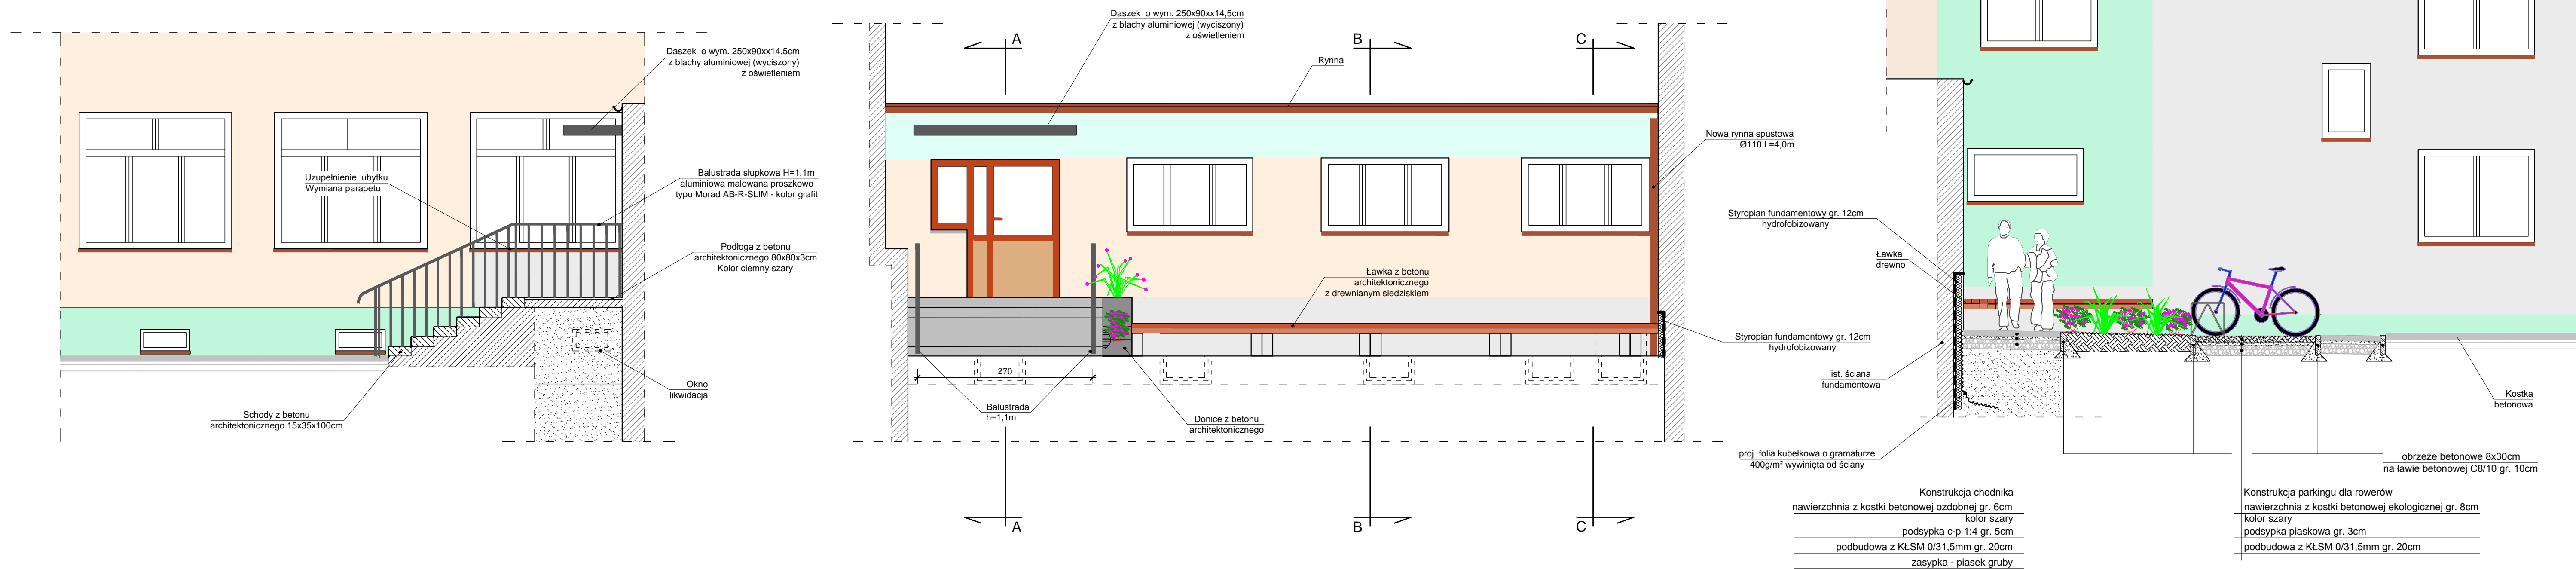 Daszek o wym. 250x90xx14,5cm
z blachy aluminiowej (wyciszony)
z oświetleniem
Uzupełnienie ubytku
Wymiana parapetu
Balustrada słupkowa H=1,1m
aluminiowa malowana proszkowo
typu Morad AB-R-SLIM - kolor grafit
Podłoga z betonu
architektonicznego 80x80x3cm
Kolor ciemny szary
Okno
likwidacja
Schody z betonu
architektonicznego 15x35x100cm
Daszek o wym. 250x90xx14,5cm
z blachy aluminiowej (wyciszony)
z oświetleniem
A
B
C
Rynna
Nowa rynna spustowa
Ø110 L=4,0m
Ławka z betonu
architektonicznego
z drewnianym siedziskiem
Styropian fundamentowy gr. 12cm
hydrofobizowany
270
Balustrada
h=1,1m
Donice z betonu
architektonicznego
A
B
C
Styropian fundamentowy gr. 12cm
hydrofobizowany
Ławka
drewno
ist. ściana
fundamentowa
proj. folia kubełkowa o gramaturze
400g/m² wywinięta od ściany
Kostka
betonowa
obrzeże betonowe 8x30cm
na ławie betonowej C8/10 gr. 10cm
Konstrukcja chodnika
nawierzchnia z kostki betonowej ozdobnej gr. 6cm
kolor szary
podsypka c-p 1:4 gr. 5cm
podbudowa z KŁSM 0/31,5mm gr. 20cm
zasypka - piasek gruby
Konstrukcja parkingu dla rowerów
nawierzchnia z kostki betonowej ekologicznej gr. 8cm
kolor szary
podsypka piaskowa gr. 3cm
podbudowa z KŁSM 0/31,5mm gr. 20cm